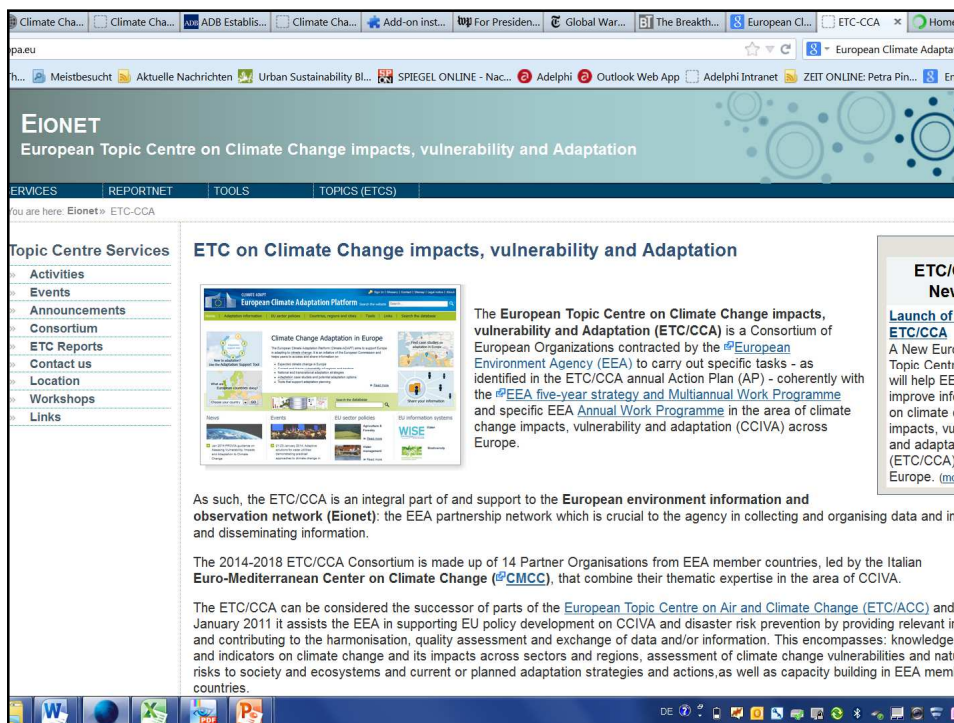 Climate Cha... Climate Cha... ADB ADB Establis... Climate Cha... Add-on inst... For Presiden... Global War... The Breakth... European Cl... ETC-CCA × Home
opa.eu European Climate Adapta
Th... Meistbesucht Aktuelle Nachrichten Urban Sustainability Bl... SPIEGEL ONLINE - Nac... Adelphi Outlook Web App Adelphi Intranet ZEIT ONLINE: Petra Pin... En
EIONET
European Topic Centre on Climate Change impacts, vulnerability and Adaptation
ERVICES REPORTNET TOOLS TOPICS (ETCS)
You are here: Eionet » ETC-CCA
Topic Centre Services
» Activities
» Events
» Announcements
» Consortium
» ETC Reports
» Contact us
» Location
» Workshops
» Links
ETC on Climate Change impacts, vulnerability and Adaptation
European Climate Adaptation Platform
Climate Change Adaptation in Europe
News Events EU sector policies EU information systems
WISE
The European Topic Centre on Climate Change impacts,
vulnerability and Adaptation (ETC/CCA) is a Consortium of
European Organizations contracted by the European
Environment Agency (EEA) to carry out specific tasks - as
identified in the ETC/CCA annual Action Plan (AP) - coherently with
the EEA five-year strategy and Multiannual Work Programme
and specific EEA Annual Work Programme in the area of climate
change impacts, vulnerability and adaptation (CCIVA) across
Europe.
As such, the ETC/CCA is an integral part of and support to the European environment information and
observation network (Eionet): the EEA partnership network which is crucial to the agency in collecting and organising data and in
and disseminating information.
The 2014-2018 ETC/CCA Consortium is made up of 14 Partner Organisations from EEA member countries, led by the Italian
Euro-Mediterranean Center on Climate Change (CMCC), that combine their thematic expertise in the area of CCIVA.
The ETC/CCA can be considered the successor of parts of the European Topic Centre on Air and Climate Change (ETC/ACC) and
January 2011 it assists the EEA in supporting EU policy development on CCIVA and disaster risk prevention by providing relevant in
and contributing to the harmonisation, quality assessment and exchange of data and/or information. This encompasses: knowledge
and indicators on climate change and its impacts across sectors and regions, assessment of climate change vulnerabilities and natu
risks to society and ecosystems and current or planned adaptation strategies and actions,as well as capacity building in EEA mem
countries.
ETC/
New
Launch of
ETC/CCA
A New Euro
Topic Centr
will help EE
improve info
on climate c
impacts, vu
and adapta
(ETC/CCA)
Europe. (mo
DE